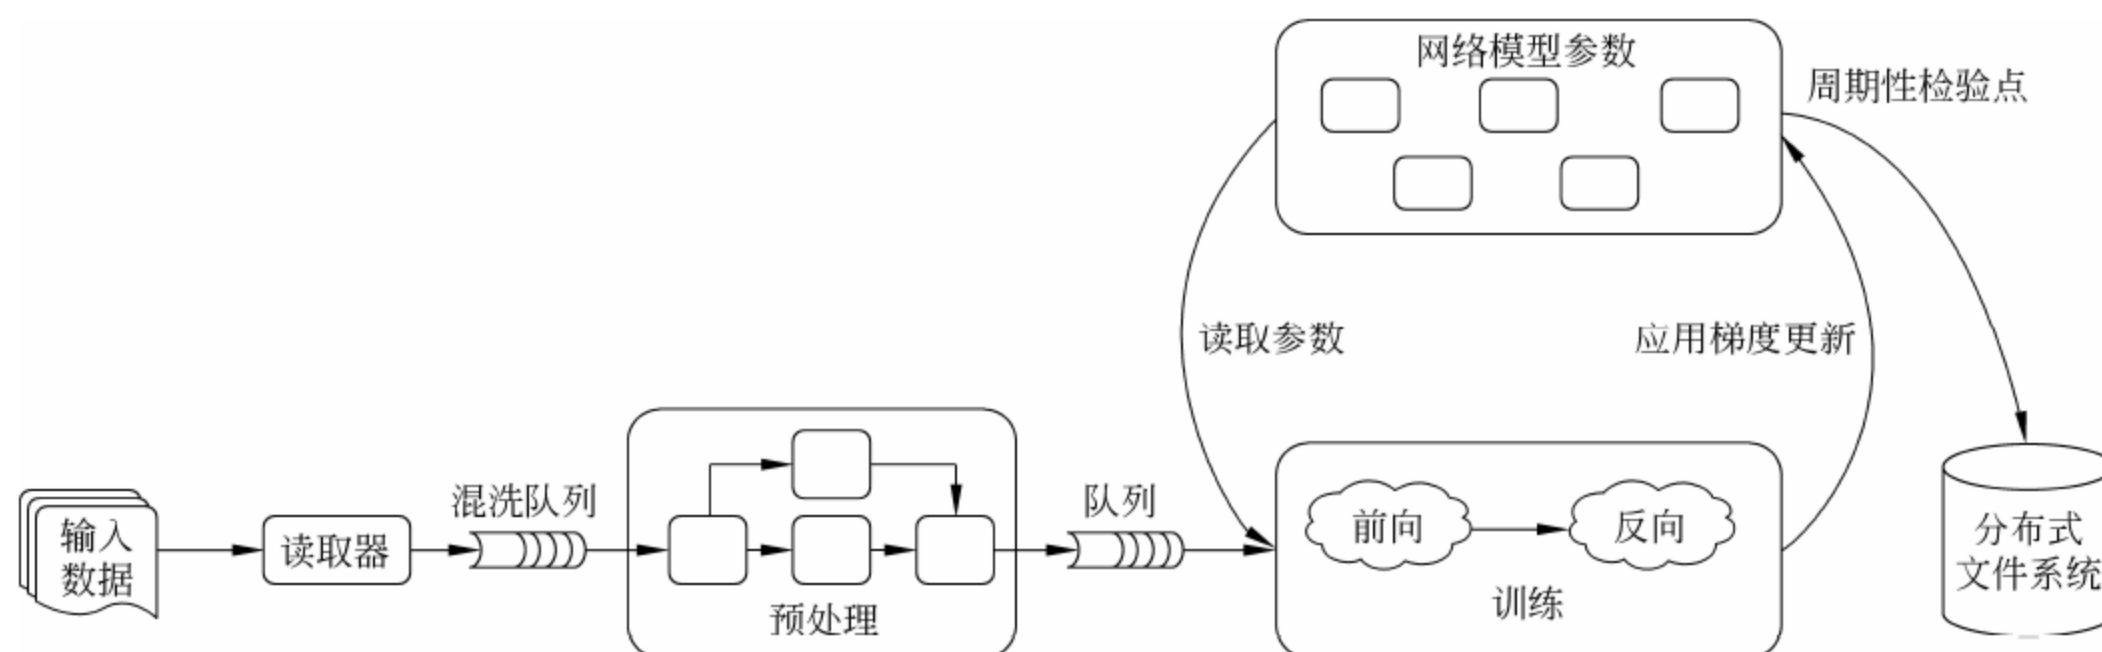 网络模型参数
周期性检验点
读取参数
应用梯度更新
输入
数据
读取器
混洗队列
预处理
队列
前向
反向
训练
分布式
文件系统